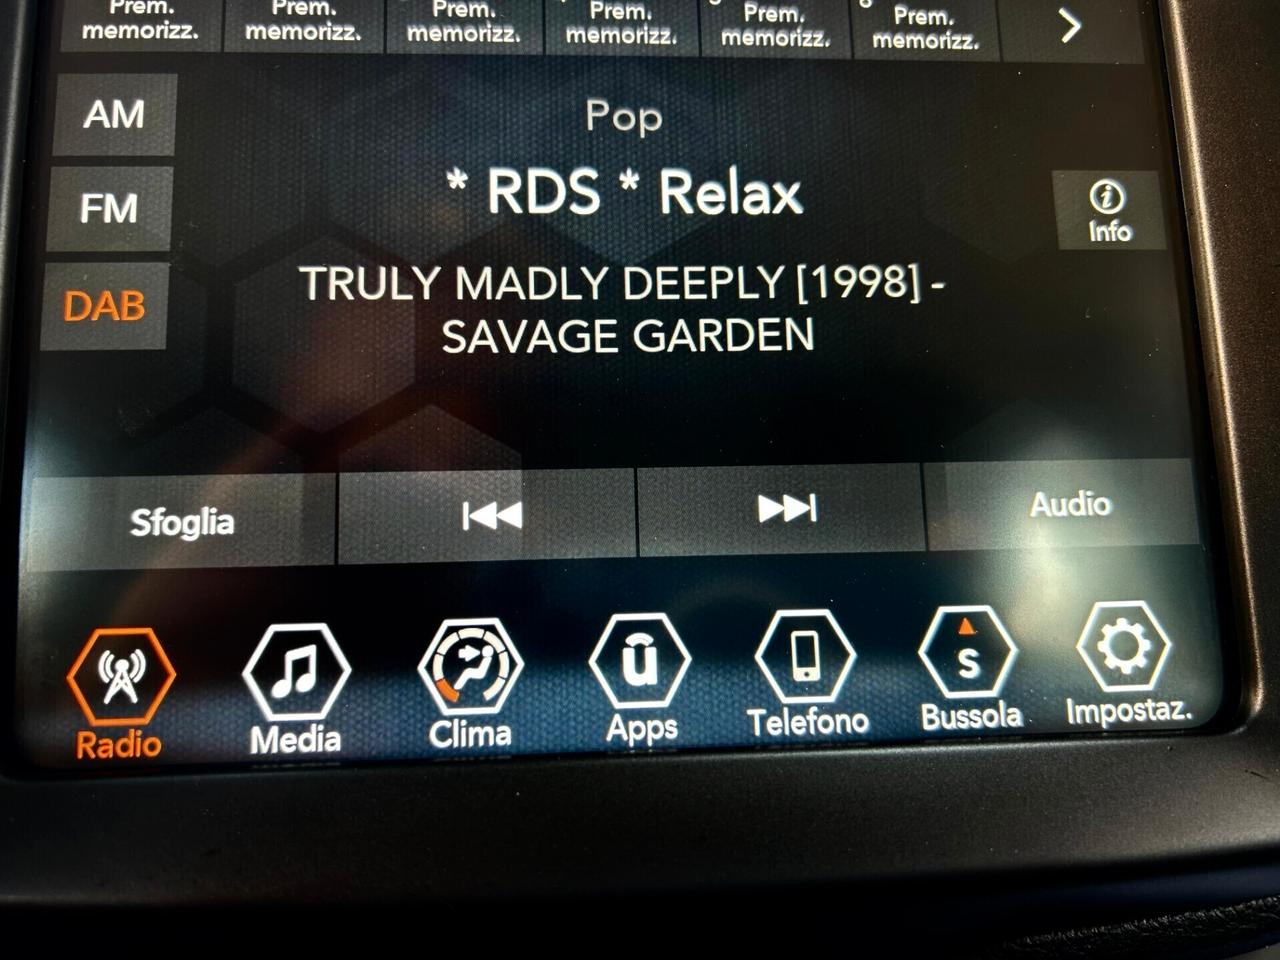 Prem. Prem. Prem. Prem. Prem. Prem.
memorizz. memorizz. memorizz. memorizz. memorizz. memorizz.
AM
Pop
* RDS * Relax
FM
Info
DAB
TRULY MADLY DEEPLY [1998] -
SAVAGE GARDEN
Sfoglia
Audio
S
Radio Media Clima Apps Telefono Bussola Impostaz.